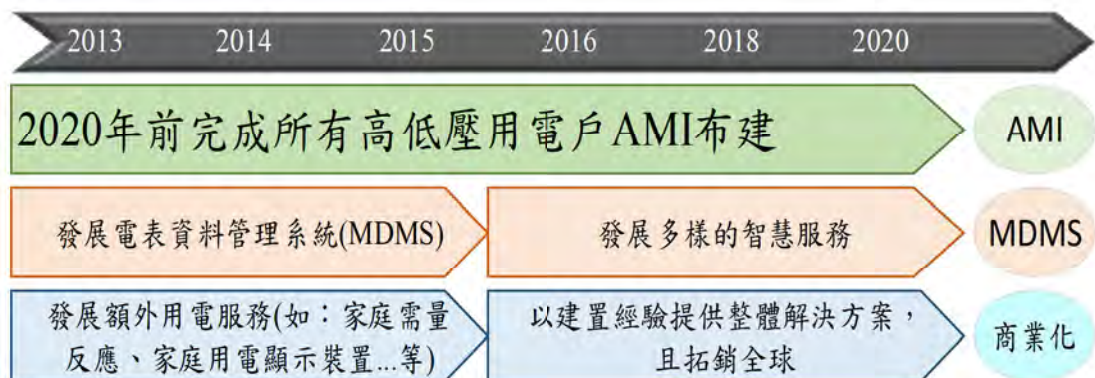 2013 2014 2015 2016 2018 2020
2020年前完成所有高低壓用電戶AMI布建
AMI
發展電表資料管理系統(MDMS)
發展多樣的智慧服務
MDMS
發展額外用電服務(如：家庭需量
反應、家庭用電顯示裝置...等)
以建置經驗提供整體解決方案，
且拓銷全球
商業化